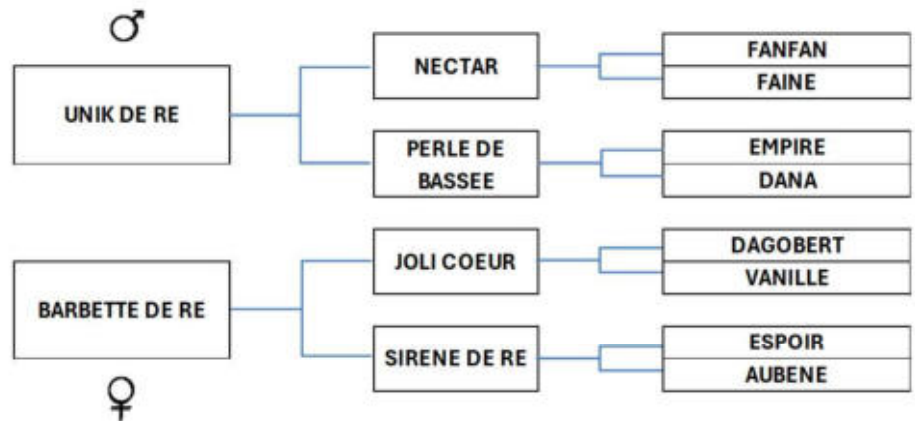 UNIK DE RE
NECTAR
FANFAN
FAINE
PERLE DE
BASSEE
EMPIRE
DANA
BARBETTE DE RE
JOLI COEUR
DAGOBERT
VANILLE
SIRENE DE RE
ESPOIR
AUBENE